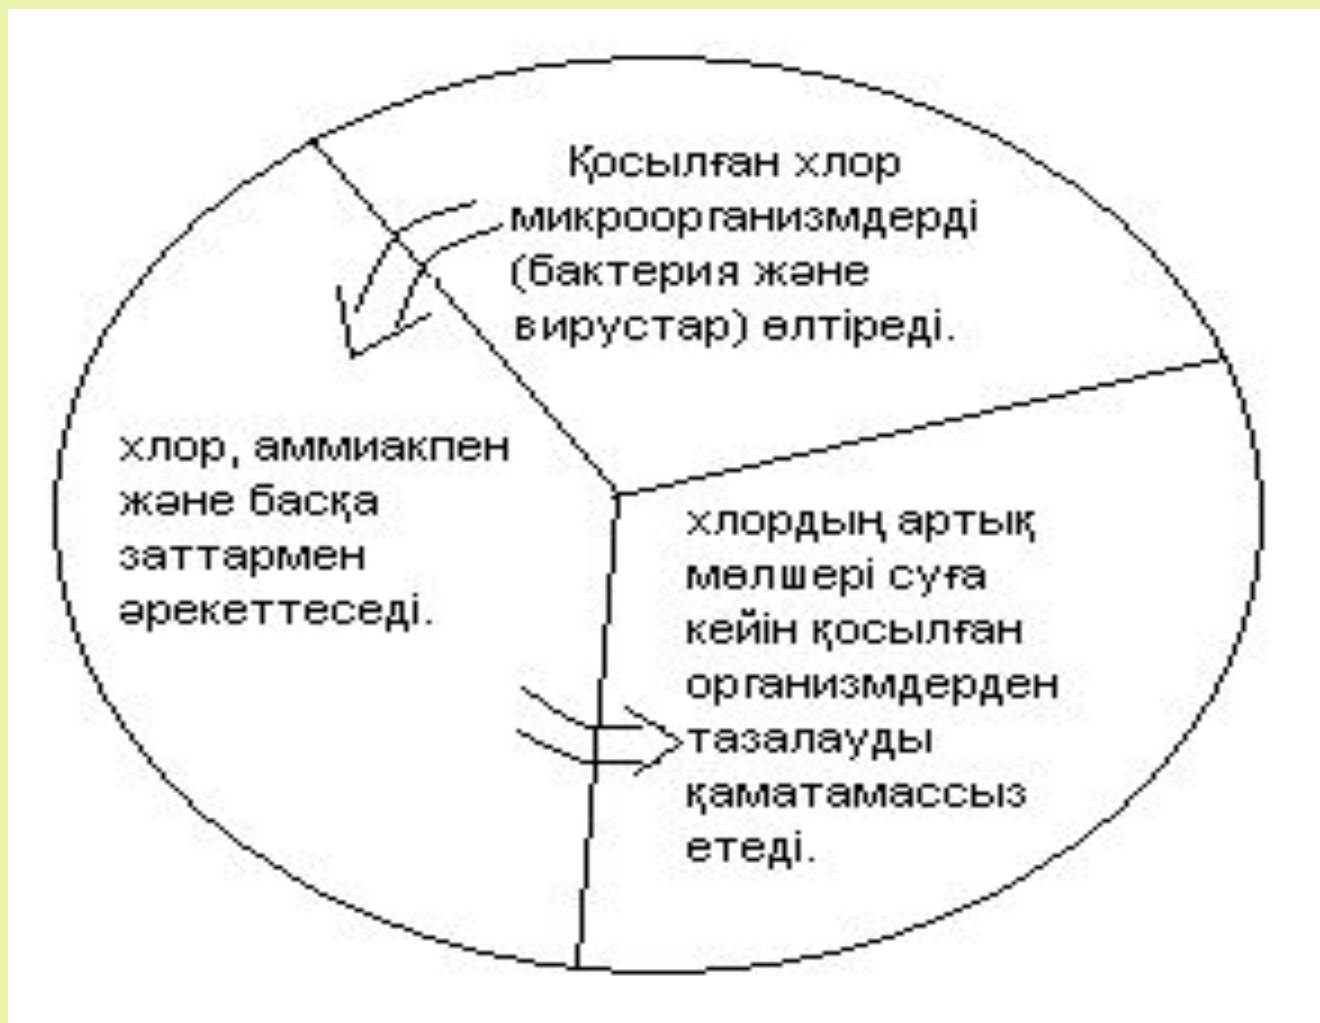 Қосылған хлор
микроорганизмдерді
(бактерия және
вирустар) өлтіреді.
хлор, аммиакпен
және басқа
заттармен
әрекеттеседі.
хлордың артық
мөлшері суға
кейін қосылған
организмдерден
тазалауды
қаматамассыз
етеді.